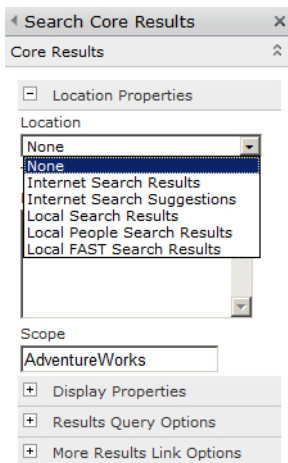 Search Core Results
Core Results
Location Properties
Location
None
None
Internet Search Results
Internet Search Suggestions
Local Search Results
Local People Search Results
Local FAST Search Results
Scope
AdventureWorks
Display Properties
Results Query Options
More Results Link Options